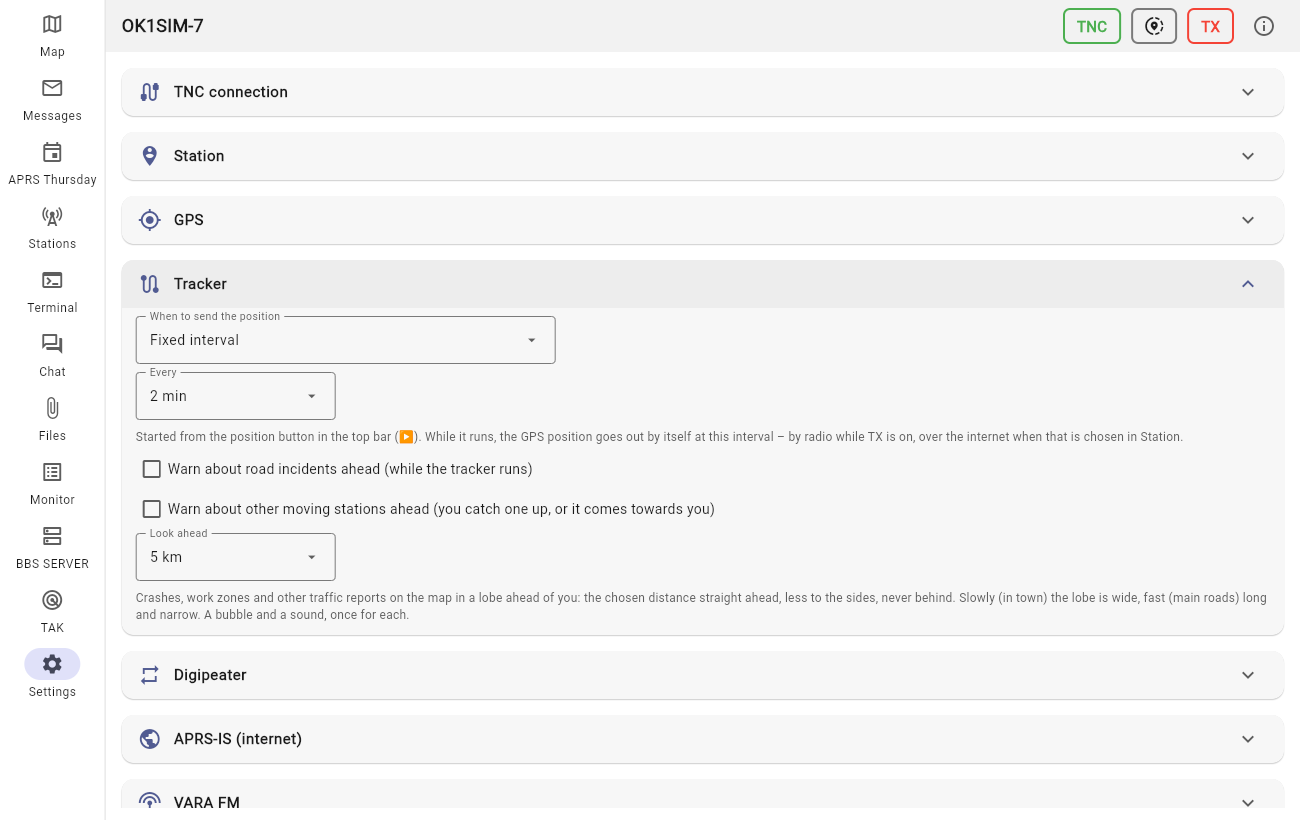 OK1SIM-7
TNC
TX
Map
Messages
APRS Thursday
Stations
Terminal
Chat
Files
Monitor
BBS SERVER
TAK
Settings
TNC connection
Station
GPS
Tracker
When to send the position
Fixed interval
Every
2 min
Started from the position button in the top bar (▶️). While it runs, the GPS position goes out by itself at this interval – by radio while TX is on, over the internet when that is chosen in Station.
Warn about road incidents ahead (while the tracker runs)
Warn about other moving stations ahead (you catch one up, or it comes towards you)
Look ahead
5 km
Crashes, work zones and other traffic reports on the map in a lobe ahead of you: the chosen distance straight ahead, less to the sides, never behind. Slowly (in town) the lobe is wide, fast (main roads) long
and narrow. A bubble and a sound, once for each.
Digipeater
APRS-IS (internet)
VARA FM